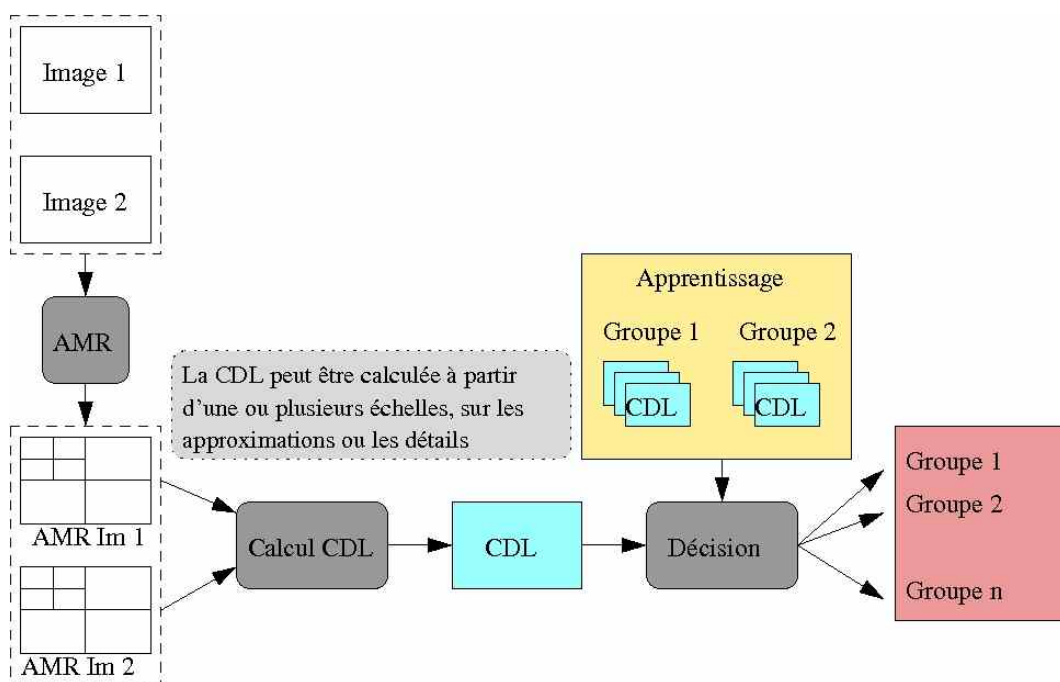 Image 1
Image 2
AMR
AMR Im 1
AMR Im 2
La CDL peut être calculée à partir
d'une ou plusieurs échelles, sur les
approximations ou les détails
Calcul CDL
CDL
Apprentissage
Groupe 1
Groupe 2
CDL
CDL
Décision
Groupe 1
Groupe 2
Groupe n